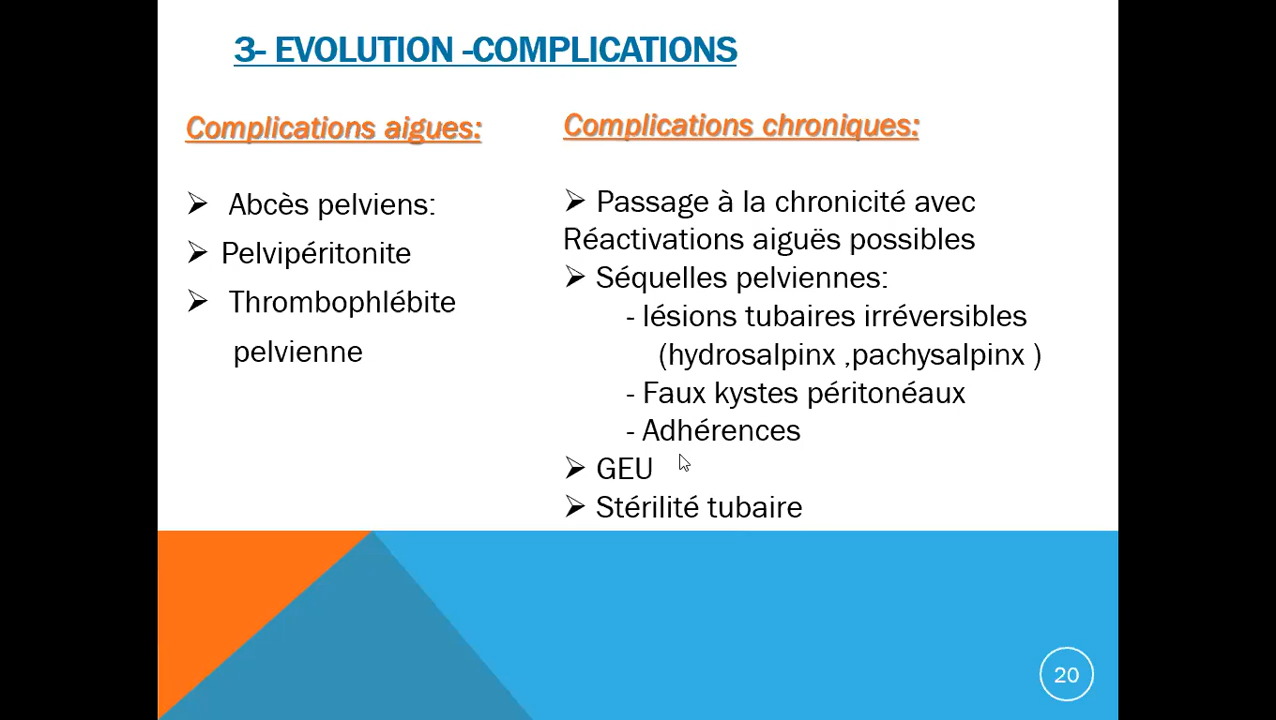 3- EVOLUTION -COMPLICATIONS
Complications aigues:
➢ Abcès pelviens:
➢ Pelvipéritonite
➢ Thrombophlébite
pelvienne
Complications chroniques:
➢ Passage à la chronicité avec
Réactivations aiguës possibles
➢ Séquelles pelviennes:
- lésions tubaires irréversibles
(hydrosalpinx ,pachysalpinx )
- Faux kystes péritonéaux
- Adhérences
➢ GEU
➢ Stérilité tubaire
20